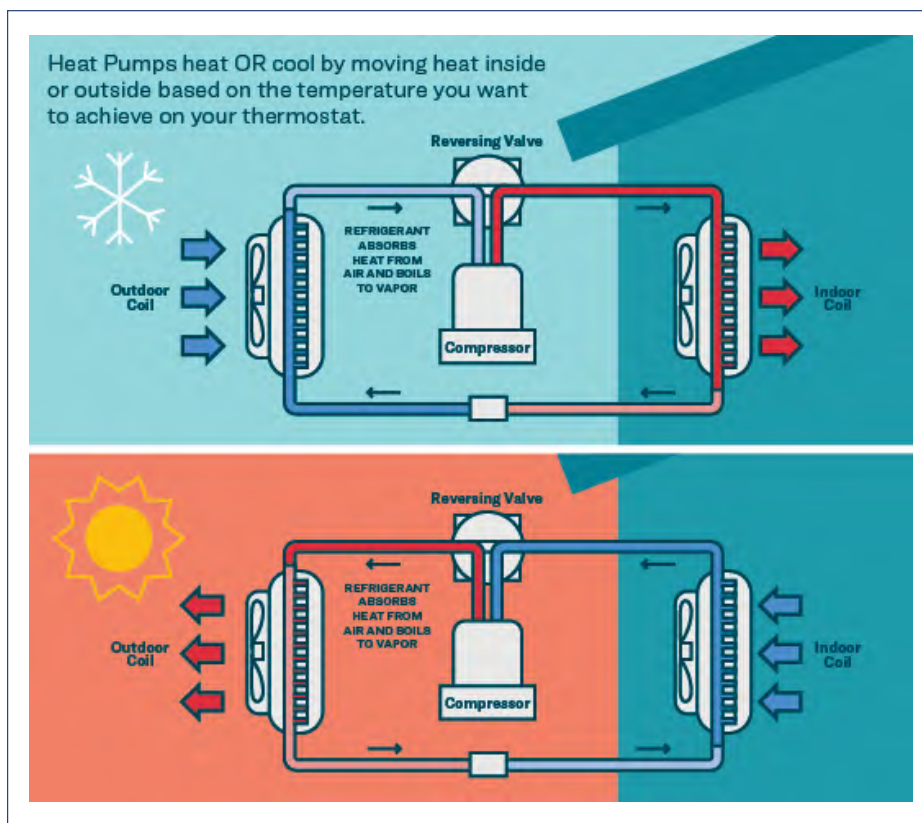 Heat Pumps heat OR cool by moving heat inside
or outside based on the temperature you want
to achieve on your thermostat.
Reversing Valve
REFRIGERANT
ABSORBS
HEAT FROM
AIR AND BOILS
TO VAPOR
Outdoor
Coil
Indoor
Coil
Compressor
Reversing Valve
REFRIGERANT
ABSORBS
HEAT FROM
AIR AND BOILS
TO VAPOR
Outdoor
Coil
Indoor
Coil
Compressor